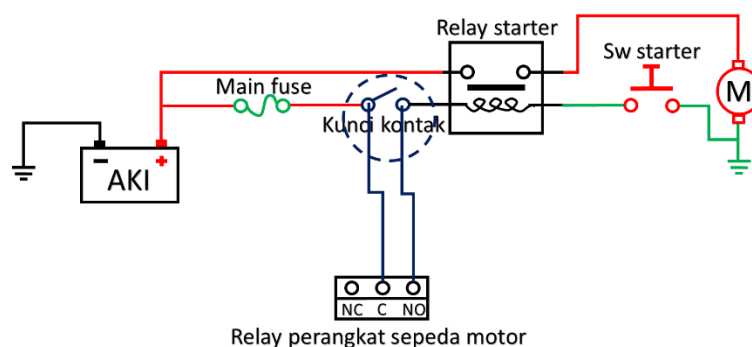 Relay starter
Sw starter
Main fuse
Kunci kontak
M
- +
AKI
NC C NO
Relay perangkat sepeda motor